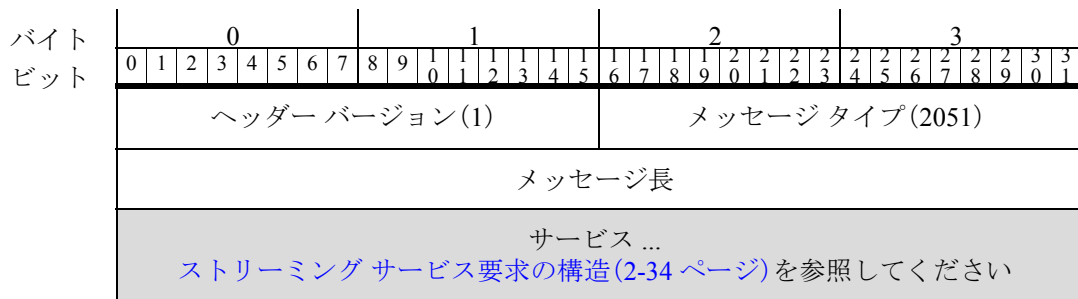 バイト 0 1 2 3
ビット 0 1 2 3 4 5 6 7 8 9 10 11 12 13 14 15 16 17 18 19 20 21 22 23 24 25 26 27 28 29 30 31
ヘッダー バージョン(1) メッセージ タイプ(2051)
メッセージ長
サービス ...
ストリーミング サービス要求の構造(2-34 ページ)を参照してください